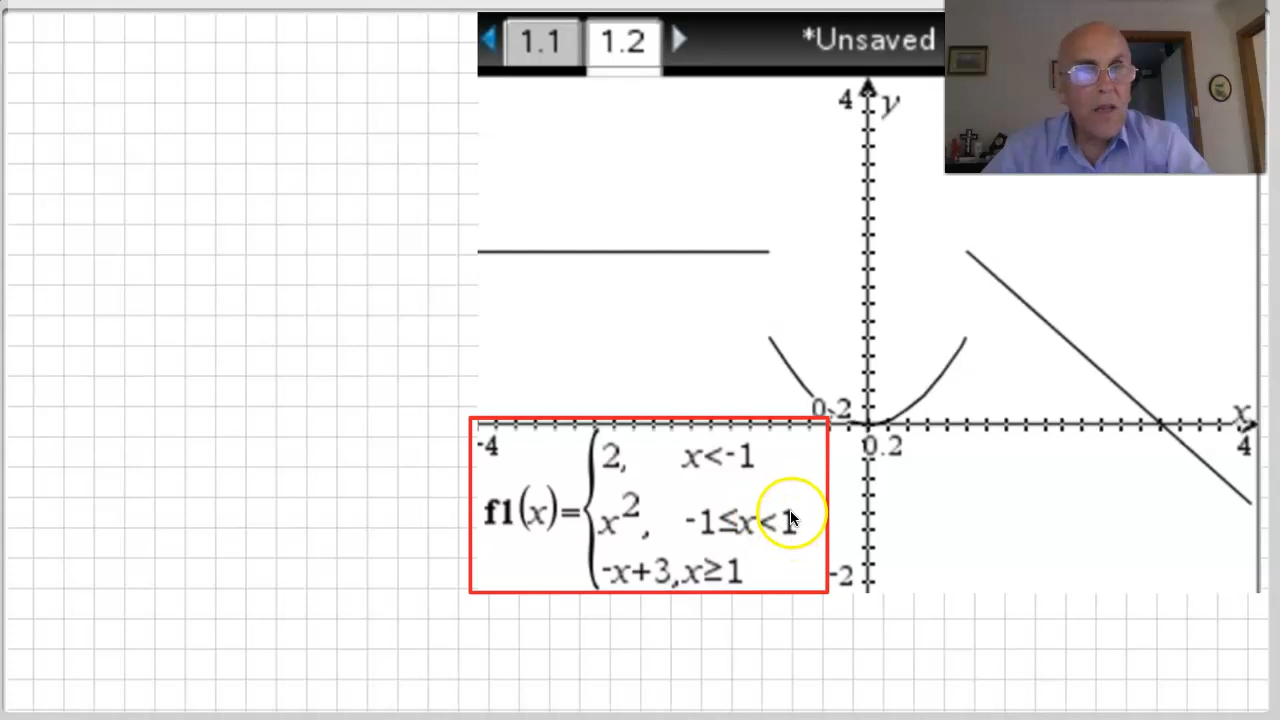 1.1 1.2 *Unsaved
4 y
0.2 x
-4 0.2 4
f1(x)={2, x<-1
x², -1≤x<1
-x+3,x≥1
-2